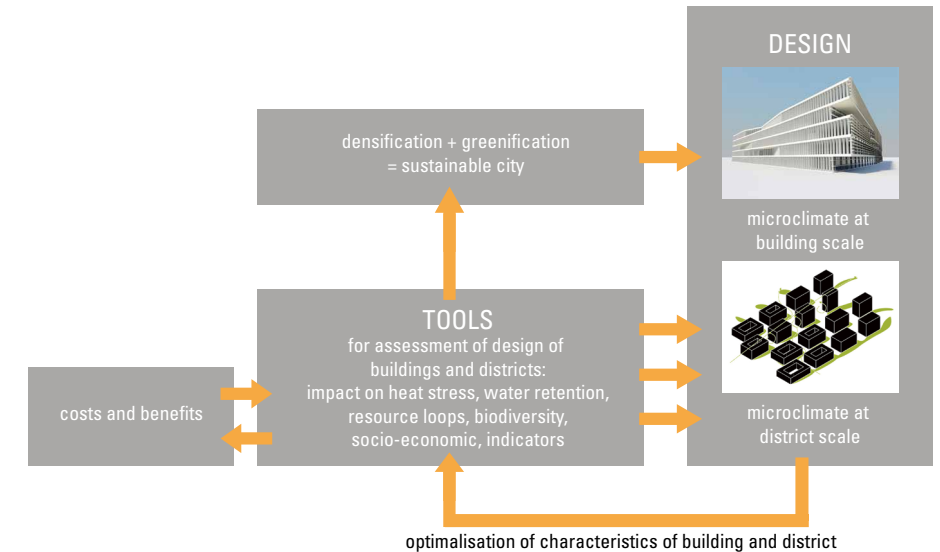 DESIGN
densification + greenification
= sustainable city
microclimate at
building scale
TOOLS
for assessment of design of
buildings and districts:
impact on heat stress, water retention,
resource loops, biodiversity,
socio-economic, indicators
costs and benefits
microclimate at
district scale
optimalisation of characteristics of building and district